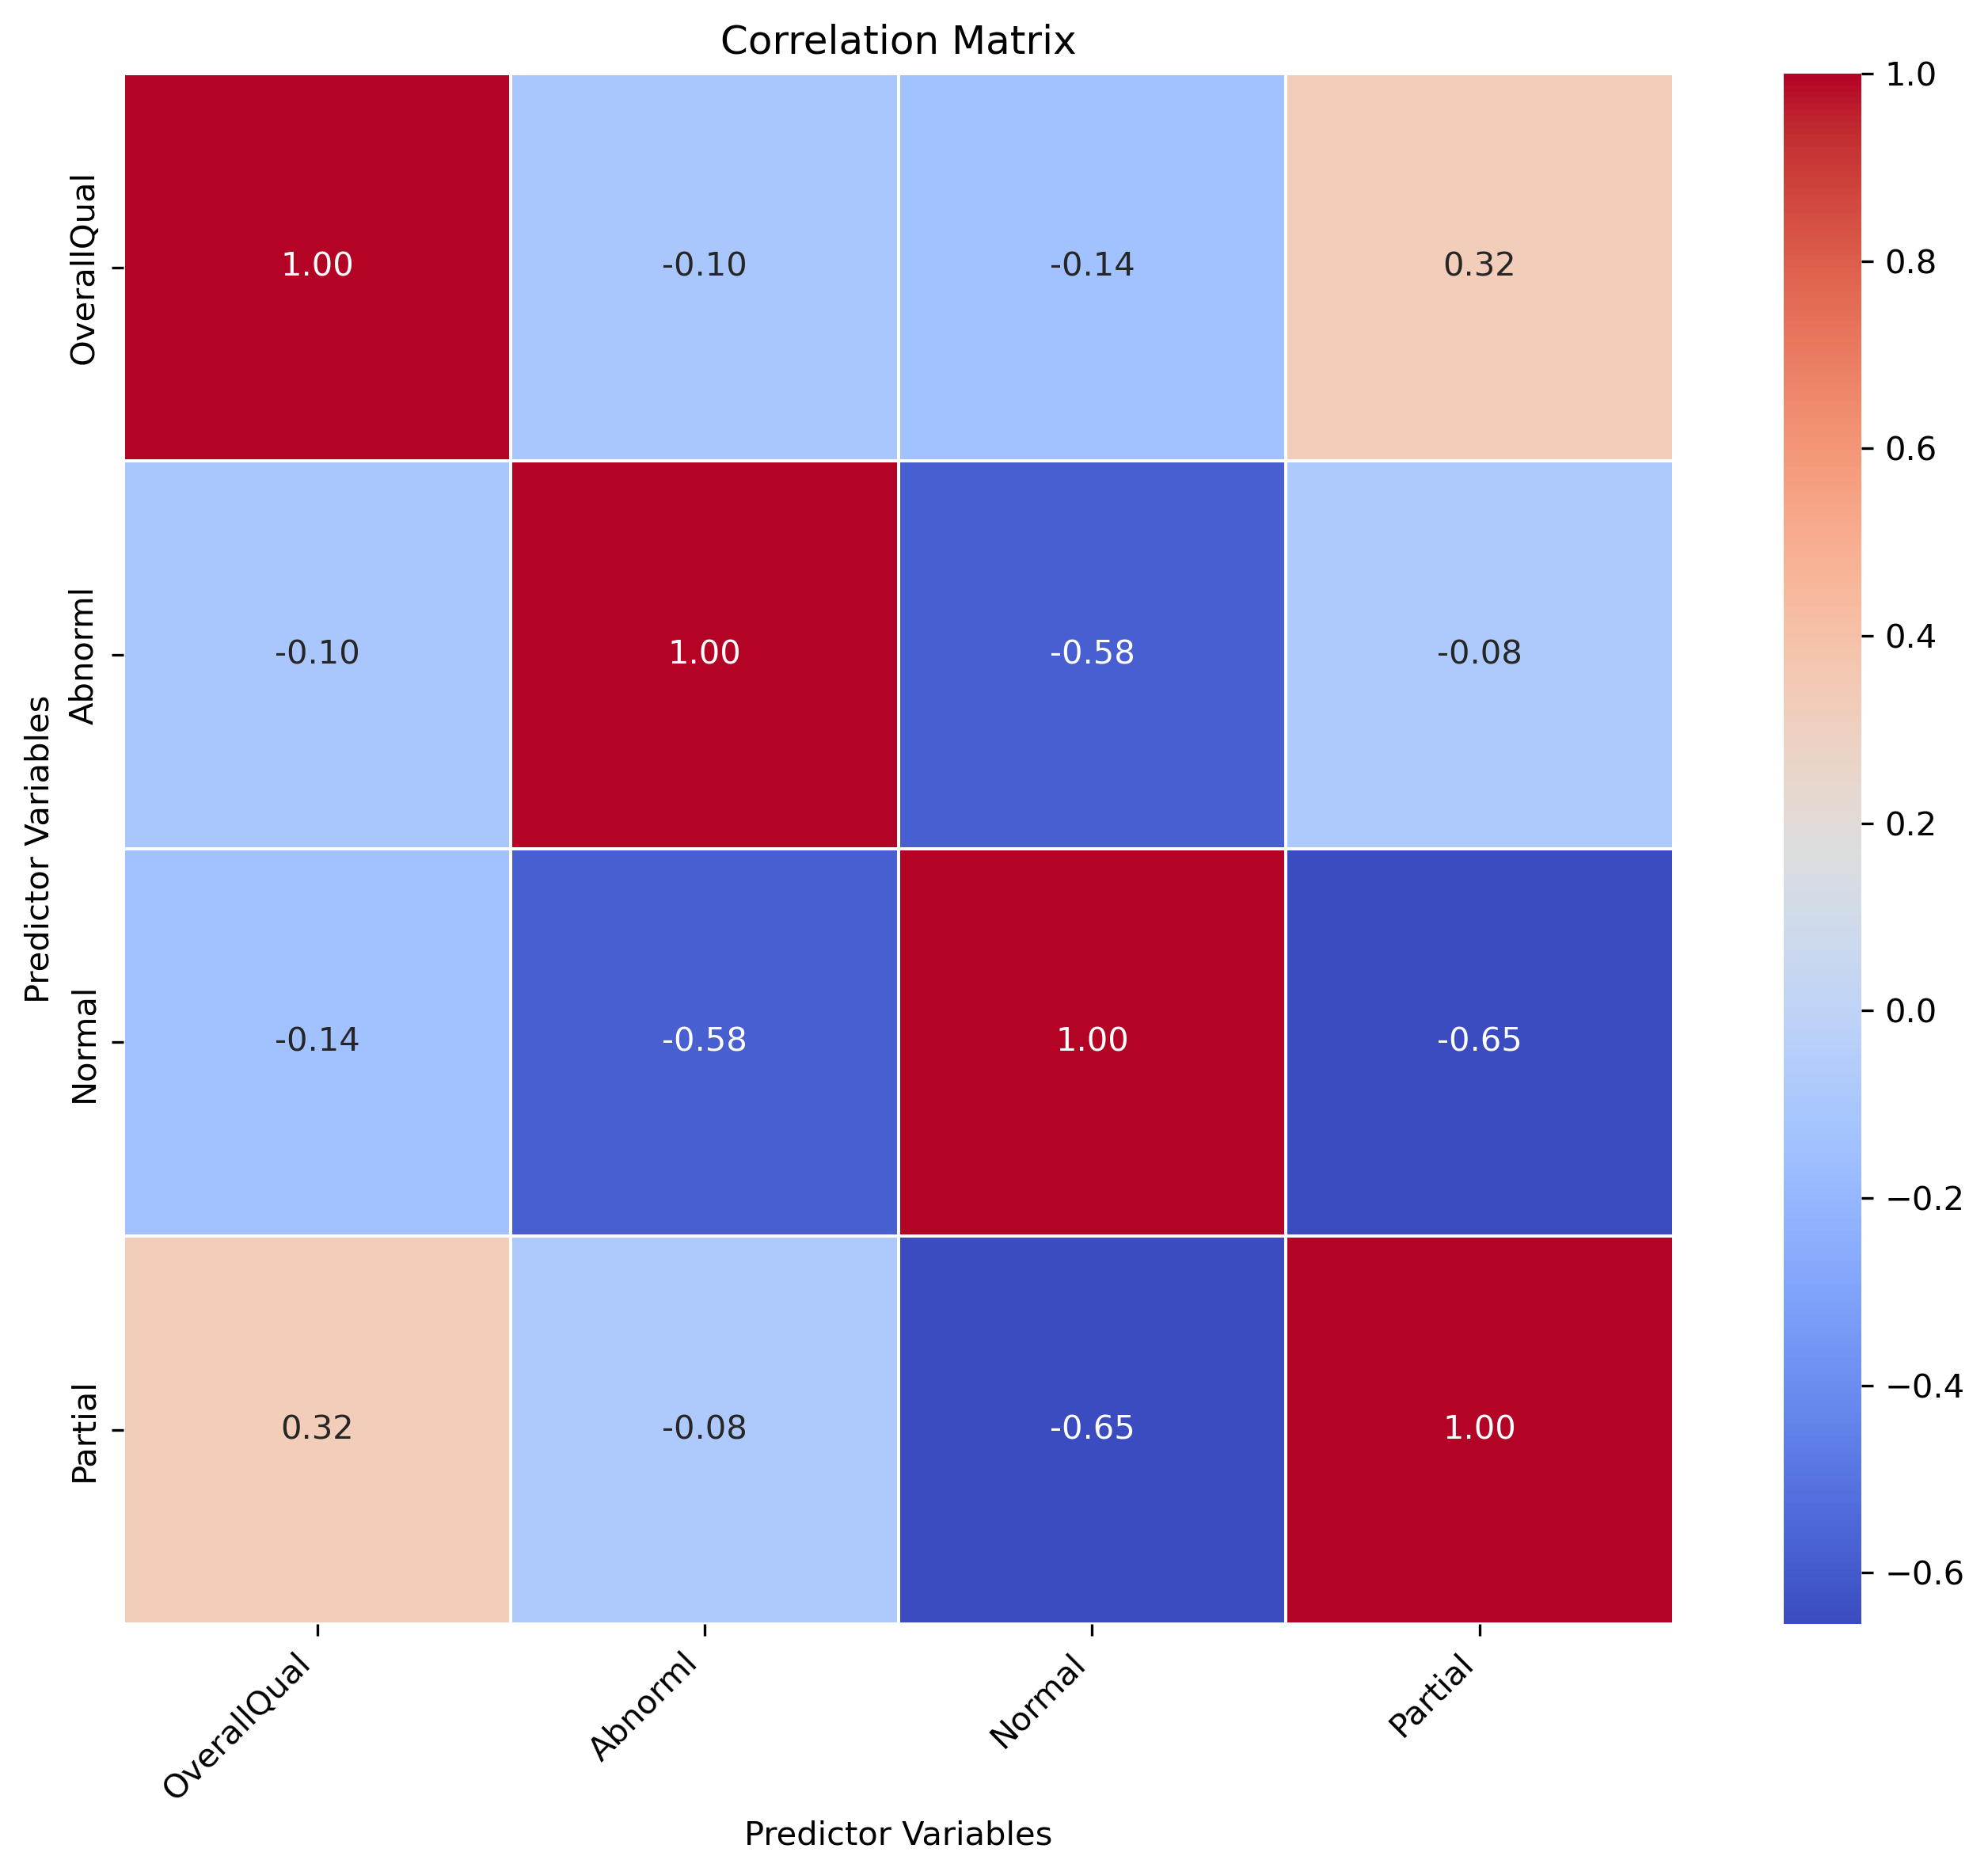 Correlation Matrix
Predictor Variables
OverallQual 1.00 -0.10 -0.14 0.32
Abnorml -0.10 1.00 -0.58 -0.08
Normal -0.14 -0.58 1.00 -0.65
Partial 0.32 -0.08 -0.65 1.00
OverallQual Abnorml Normal Partial
Predictor Variables
1.0
0.8
0.6
0.4
0.2
0.0
−0.2
−0.4
−0.6